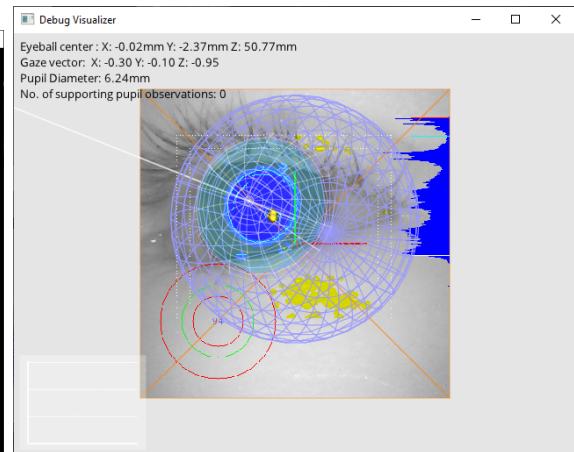 Debug Visualizer
Eyeball center : X: -0.02mm Y: -2.37mm Z: 50.77mm
Gaze vector:  X: -0.30 Y: -0.10 Z: -0.95
Pupil Diameter: 6.24mm
No. of supporting pupil observations: 0
94